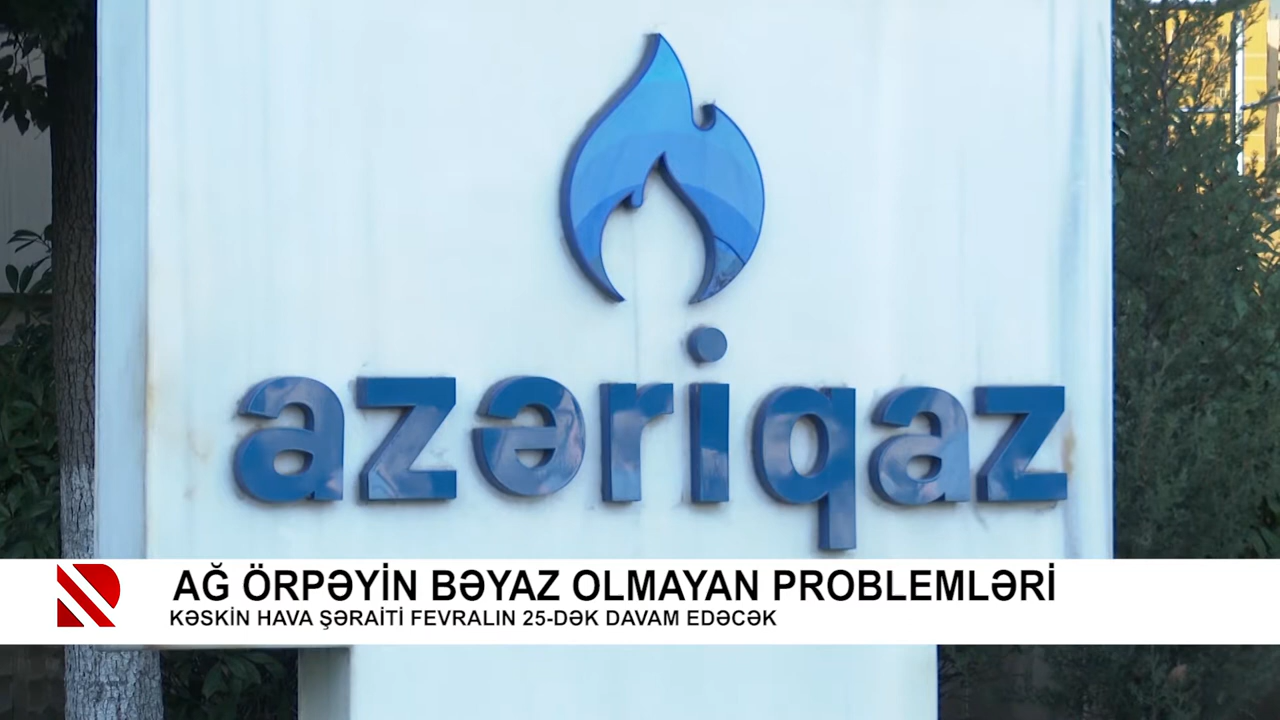 azəriqaz
AĞ ÖRPƏYİN BƏYAZ OLMAYAN PROBLEMLƏRİ
KƏSKİN HAVA ŞƏRAİTİ FEVRALIN 25-DƏK DAVAM EDƏCƏK